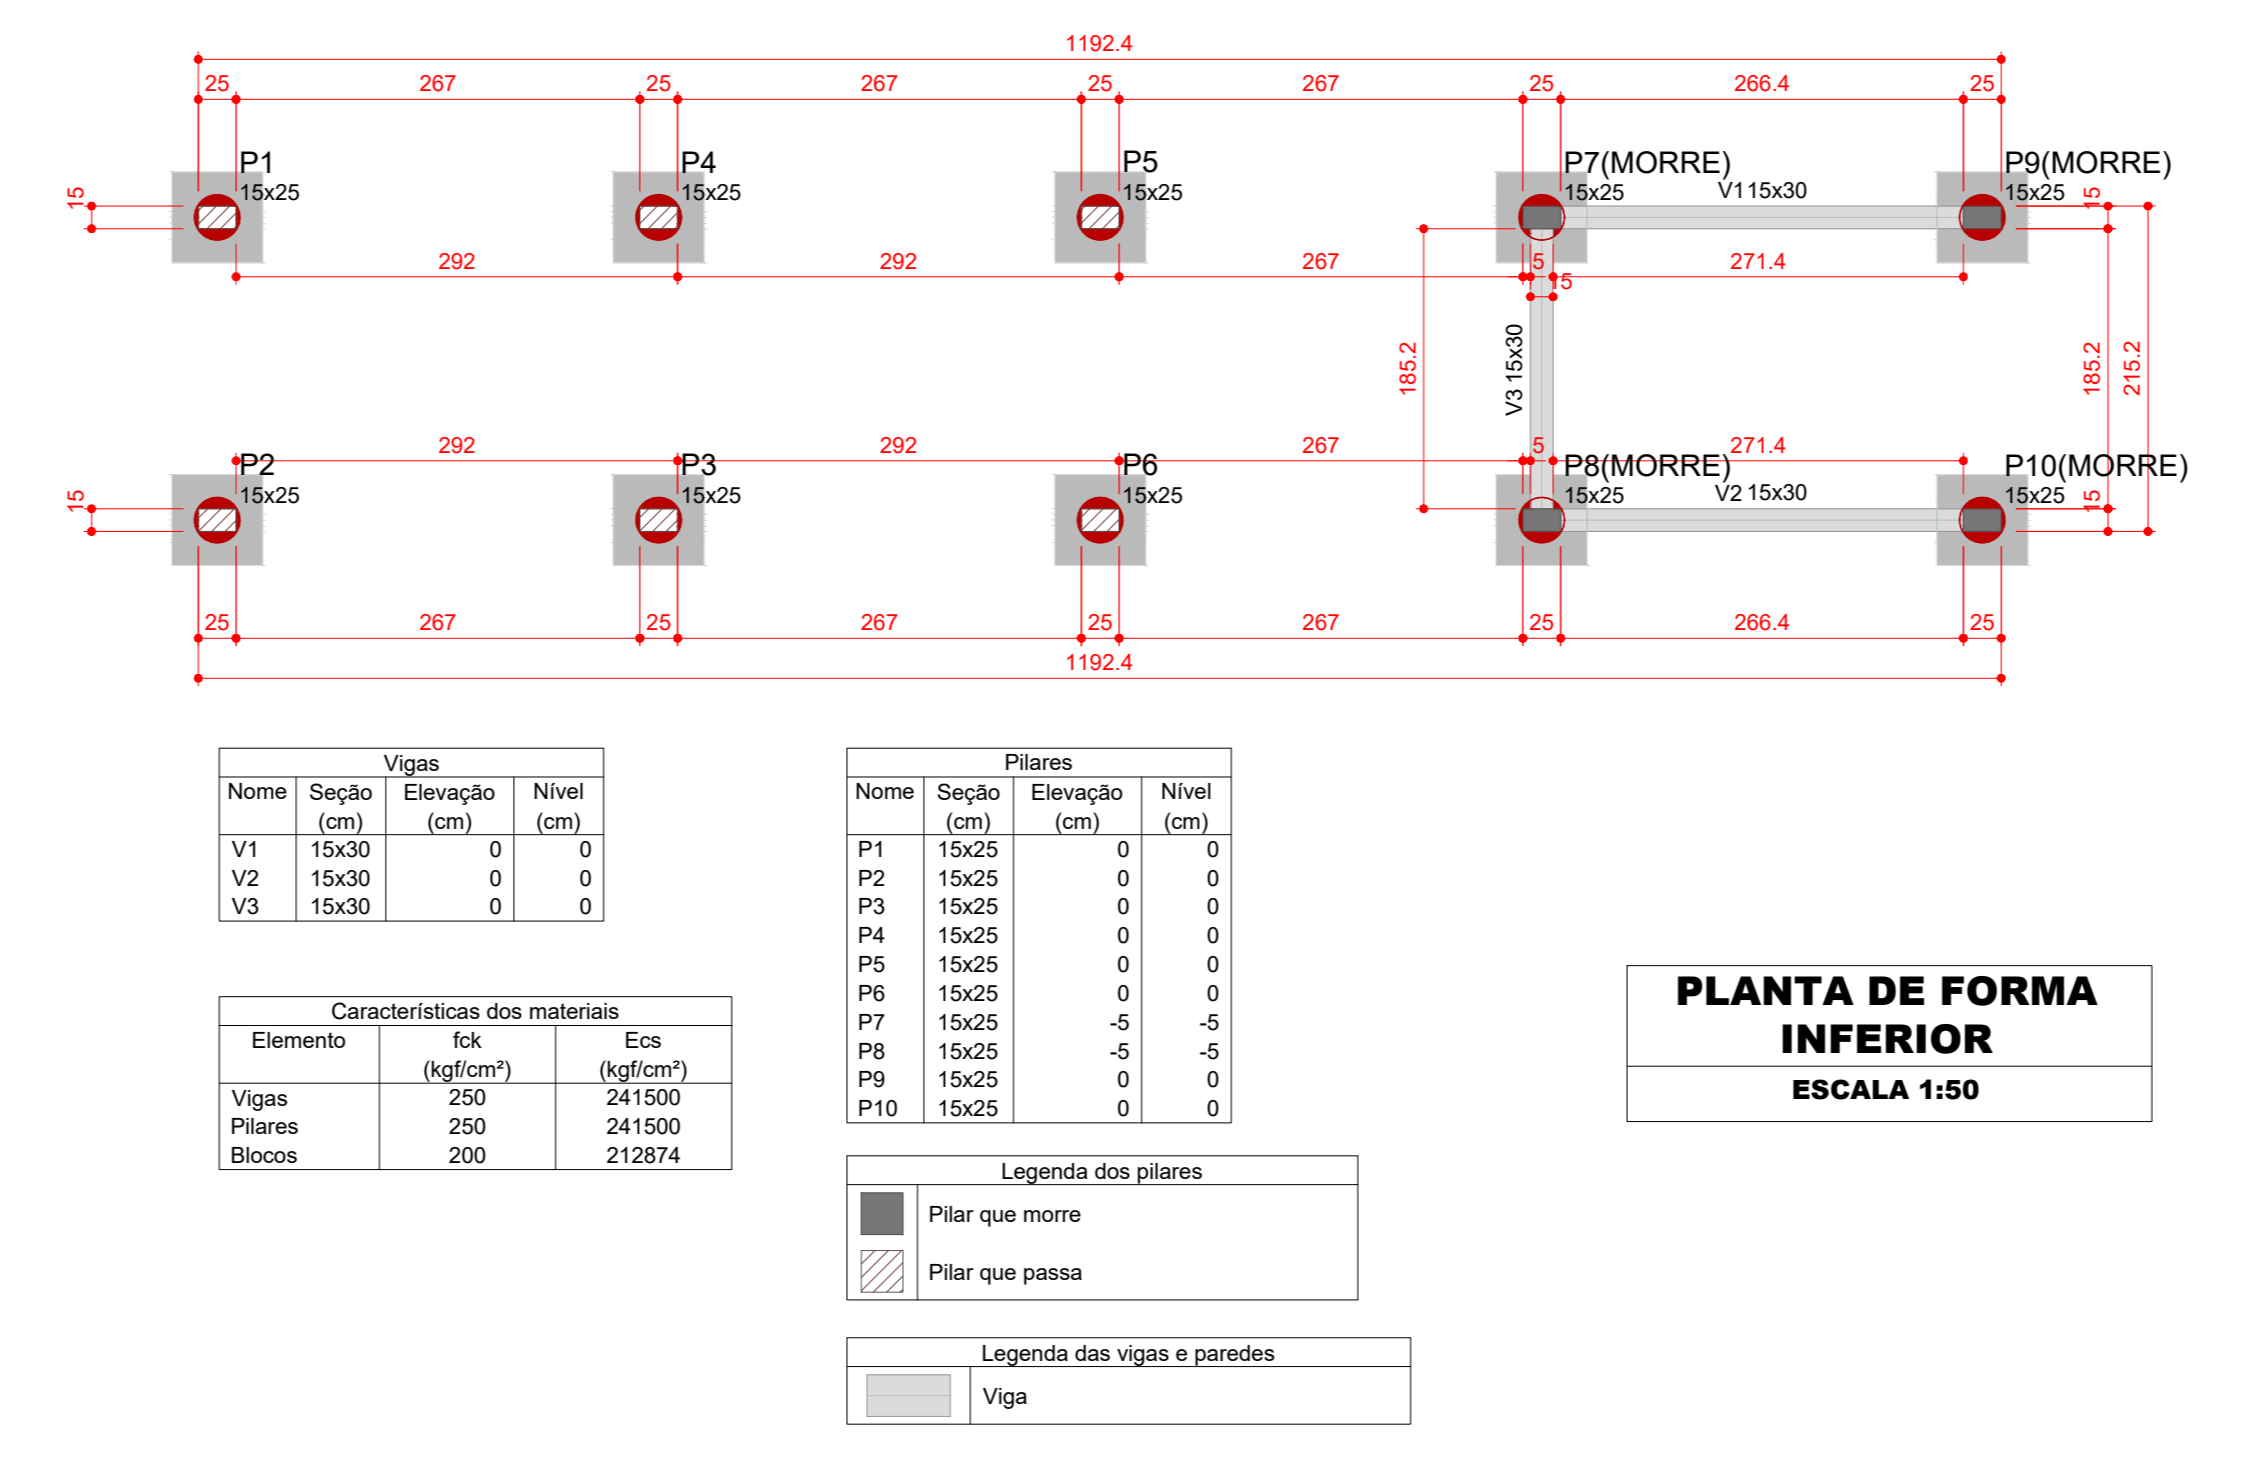 1192.4
25 267 25 267 25 267 25 266.4 25
P1 P4 P5 P7(MORRE) P9(MORRE)
15x25 15x25 15x25 15x25 V1 15x30 15x25
15 15
292 292 267 5 271.4
15
185.2 V3 15x30 185.2 215.2
292 292 267 5 271.4
P2 P3 P6 P8(MORRE) P10(MORRE)
15x25 15x25 15x25 15x25 V2 15x30 15x25
15 15
25 267 25 267 25 267 25 266.4 25
1192.4
Vigas
Nome Seção Elevação Nível
(cm) (cm) (cm)
V1 15x30 0 0
V2 15x30 0 0
V3 15x30 0 0
Características dos materiais
Elemento fck Ecs
(kgf/cm²) (kgf/cm²)
Vigas 250 241500
Pilares 250 241500
Blocos 200 212874
Pilares
Nome Seção Elevação Nível
(cm) (cm) (cm)
P1 15x25 0 0
P2 15x25 0 0
P3 15x25 0 0
P4 15x25 0 0
P5 15x25 0 0
P6 15x25 0 0
P7 15x25 -5 -5
P8 15x25 -5 -5
P9 15x25 0 0
P10 15x25 0 0
Legenda dos pilares
Pilar que morre
Pilar que passa
Legenda das vigas e paredes
Viga
PLANTA DE FORMA
INFERIOR
ESCALA 1:50